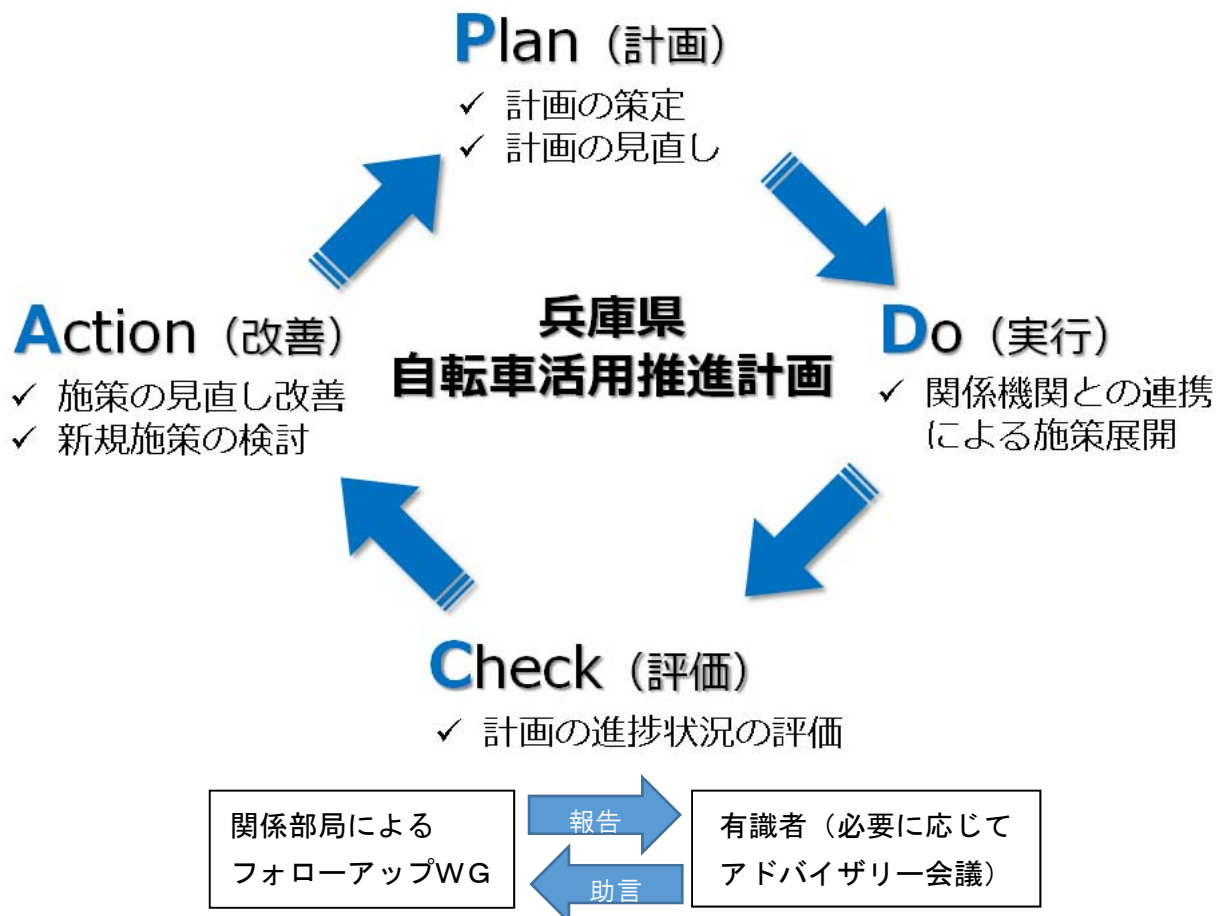 Plan（計画）
✓ 計画の策定
✓ 計画の見直し
Action（改善）
✓ 施策の見直し改善
✓ 新規施策の検討
兵庫県
自転車活用推進計画
Do（実行）
✓ 関係機関との連携
による施策展開
Check（評価）
✓ 計画の進捗状況の評価
関係部局による
フォローアップＷＧ
報告
助言
有識者（必要に応じて
アドバイザリー会議）